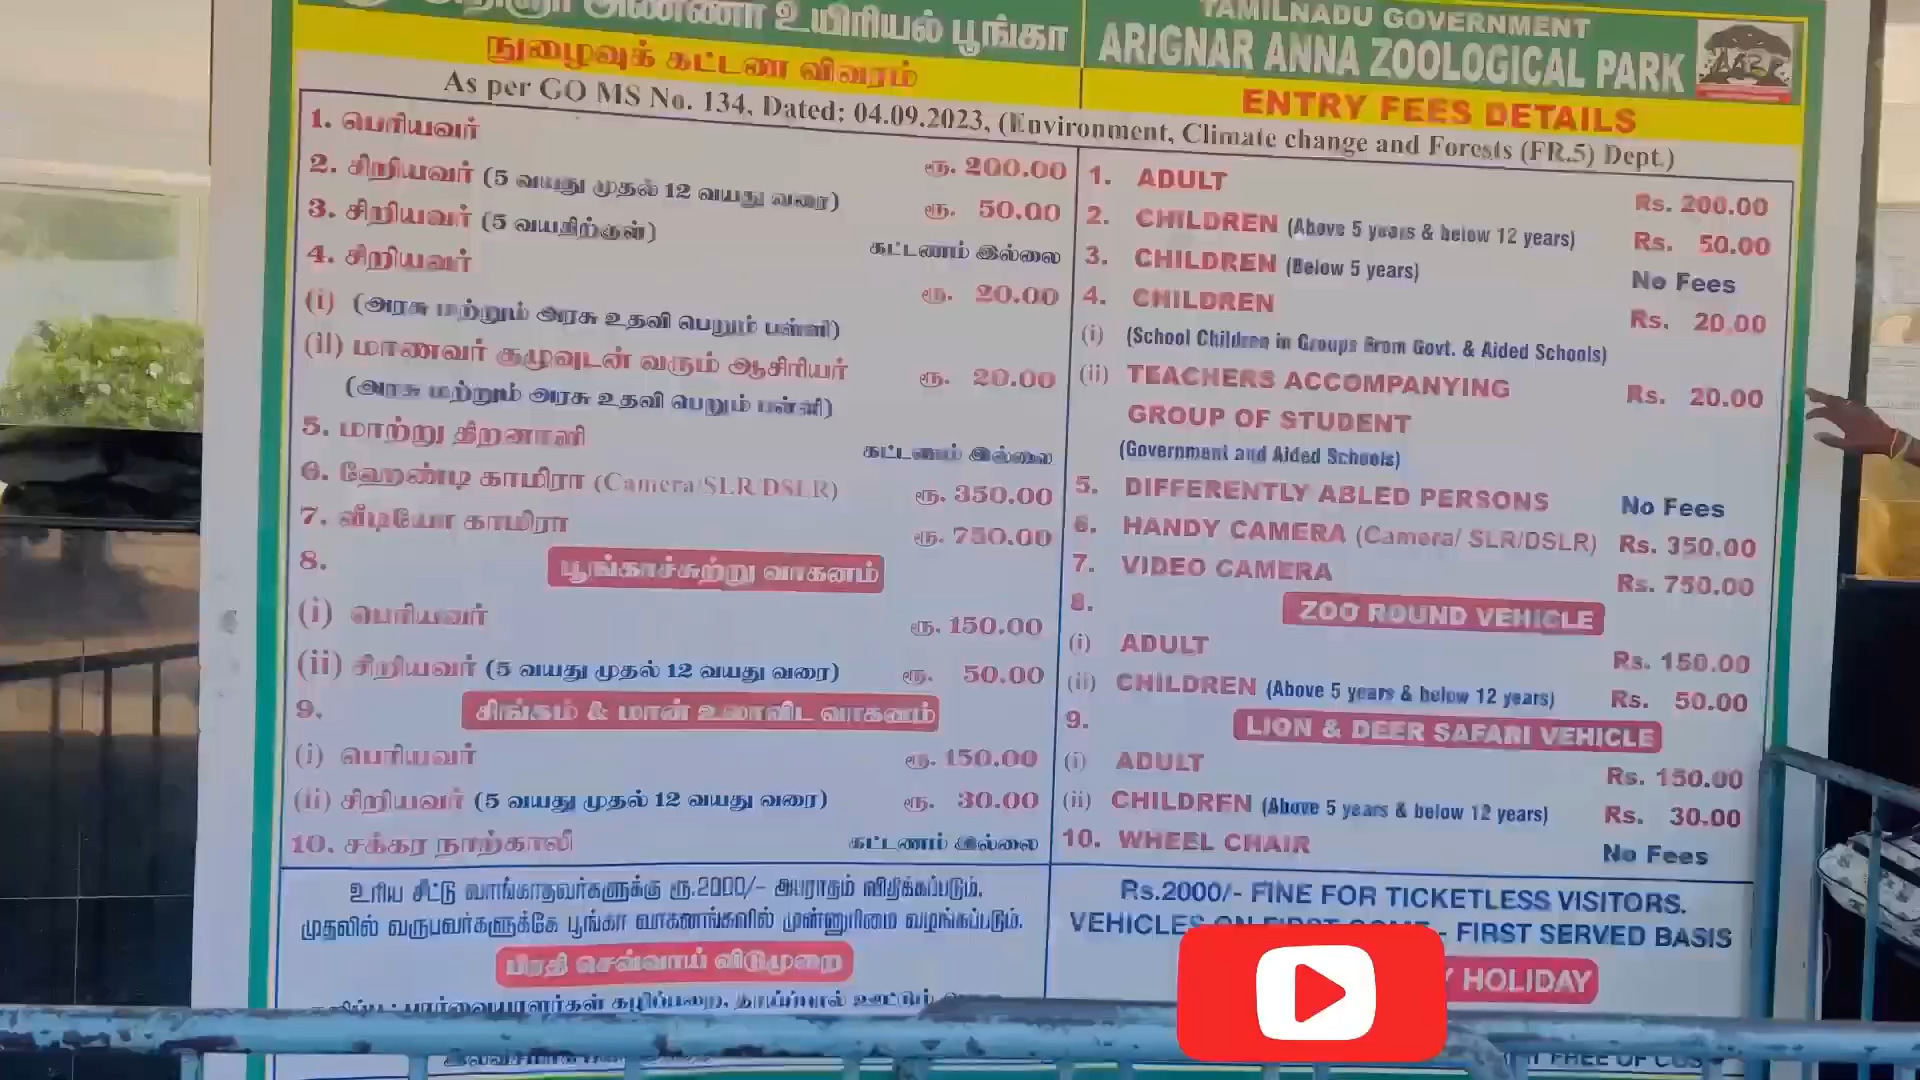 அறிஞர் அண்ணா உயிரியல் பூங்கா
நுழைவுக் கட்டண விவரம்
TAMILNADU GOVERNMENT
ARIGNAR ANNA ZOOLOGICAL PARK
ENTRY FEES DETAILS
As per GO MS No. 134, Dated: 04.09.2023, (Environment, Climate change and Forests (FR.5) Dept.)
1. பெரியவர் ரூ. 200.00
2. சிறியவர் (5 வயது முதல் 12 வயது வரை) ரூ. 50.00
3. சிறியவர் (5 வயதிற்குள்) கட்டணம் இல்லை
4. சிறியவர் ரூ. 20.00
(i) (அரசு மற்றும் அரசு உதவி பெறும் பள்ளி)
(ii) மாணவர் குழுவுடன் வரும் ஆசிரியர் ரூ. 20.00
(அரசு மற்றும் அரசு உதவி பெறும் பள்ளி)
5. மாற்று திறனாளி கட்டணம் இல்லை
6. ஹேண்டி காமிரா (Camera/SLR/DSLR) ரூ. 350.00
7. வீடியோ காமிரா ரூ. 750.00
8. பூங்காச்சுற்று வாகனம்
(i) பெரியவர் ரூ. 150.00
(ii) சிறியவர் (5 வயது முதல் 12 வயது வரை) ரூ. 50.00
9. சிங்கம் & மான் உலாவிட வாகனம்
(i) பெரியவர் ரூ. 150.00
(ii) சிறியவர் (5 வயது முதல் 12 வயது வரை) ரூ. 30.00
10. சக்கர நாற்காலி கட்டணம் இல்லை
உரிய சீட்டு வாங்காதவர்களுக்கு ரூ.2000/- அபராதம் விதிக்கப்படும்.
முதலில் வருபவர்களுக்கே பூங்கா வாகனங்களில் முன்னுரிமை வழங்கப்படும்.
பிரதி செவ்வாய் விடுமுறை
1. ADULT Rs. 200.00
2. CHILDREN (Above 5 years & below 12 years) Rs. 50.00
3. CHILDREN (Below 5 years) No Fees
4. CHILDREN Rs. 20.00
(i) (School Children in Groups from Govt. & Aided Schools)
(ii) TEACHERS ACCOMPANYING Rs. 20.00
GROUP OF STUDENT
(Government and Aided Schools)
5. DIFFERENTLY ABLED PERSONS No Fees
6. HANDY CAMERA (Camera/ SLR/DSLR) Rs. 350.00
7. VIDEO CAMERA Rs. 750.00
8. ZOO ROUND VEHICLE
(i) ADULT Rs. 150.00
(ii) CHILDREN (Above 5 years & below 12 years) Rs. 50.00
9. LION & DEER SAFARI VEHICLE
(i) ADULT Rs. 150.00
(ii) CHILDREN (Above 5 years & below 12 years) Rs. 30.00
10. WHEEL CHAIR No Fees
Rs.2000/- FINE FOR TICKETLESS VISITORS.
VEHICLES ON FIRST COME - FIRST SERVED BASIS
HOLIDAY